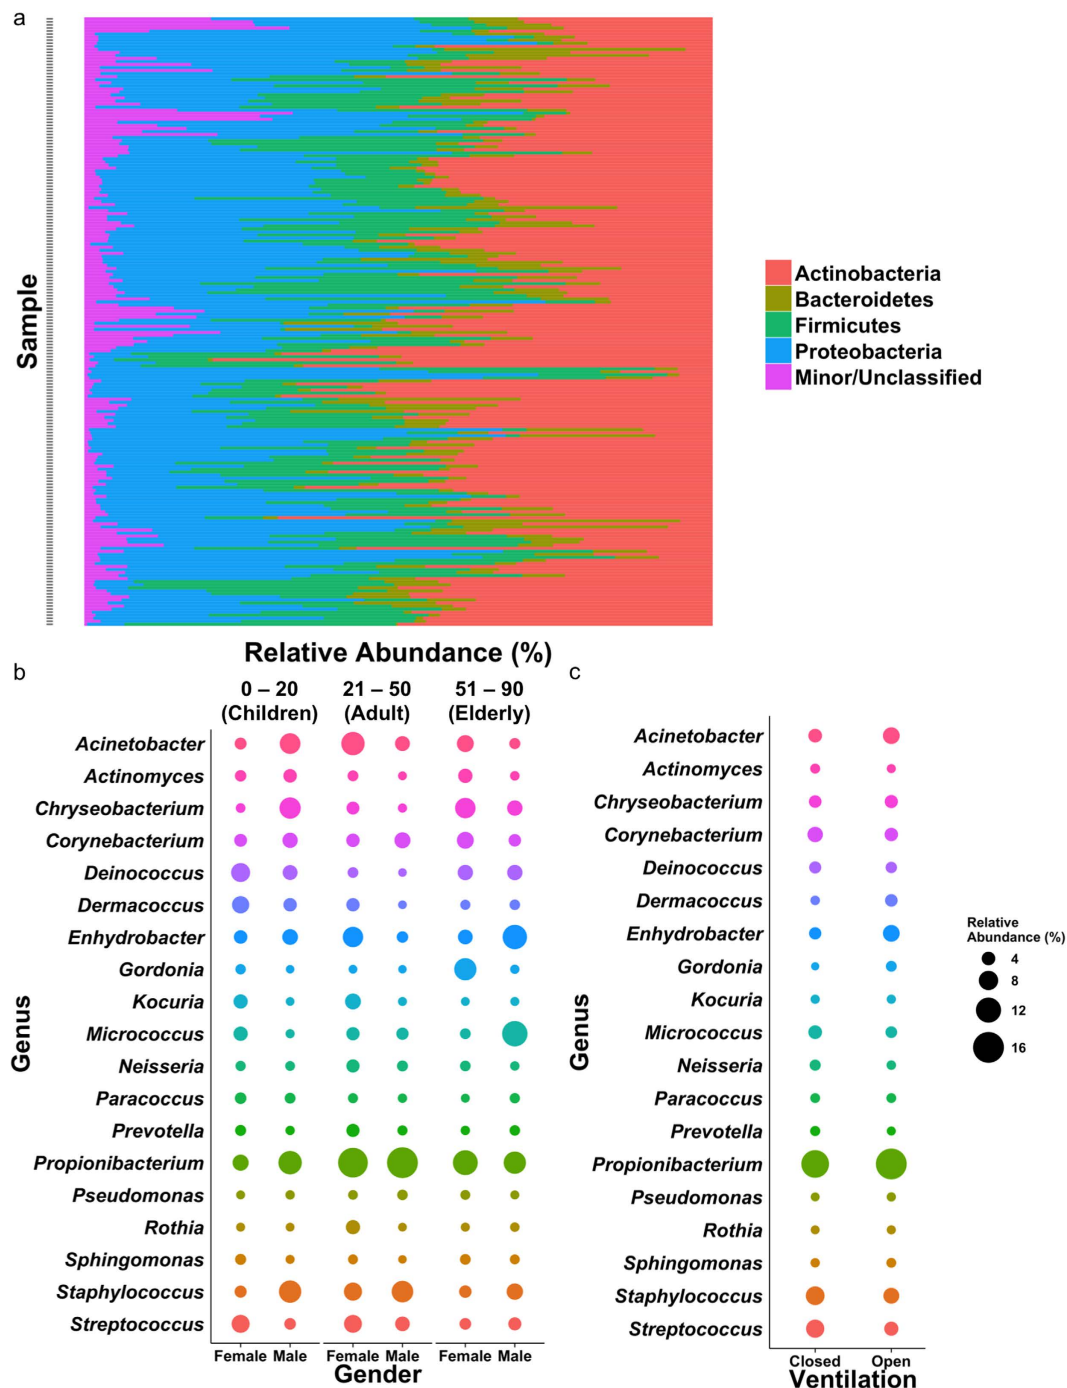 a
Sample
Actinobacteria
Bacteroidetes
Firmicutes
Proteobacteria
Minor/Unclassified
Relative Abundance (%)
b
0 – 20
(Children)
21 – 50
(Adult)
51 – 90
(Elderly)
Genus
Acinetobacter
Actinomyces
Chryseobacterium
Corynebacterium
Deinococcus
Dermacoccus
Enhydrobacter
Gordonia
Kocuria
Micrococcus
Neisseria
Paracoccus
Prevotella
Propionibacterium
Pseudomonas
Rothia
Sphingomonas
Staphylococcus
Streptococcus
Female Male Female Male Female Male
Gender
c
Genus
Acinetobacter
Actinomyces
Chryseobacterium
Corynebacterium
Deinococcus
Dermacoccus
Enhydrobacter
Gordonia
Kocuria
Micrococcus
Neisseria
Paracoccus
Prevotella
Propionibacterium
Pseudomonas
Rothia
Sphingomonas
Staphylococcus
Streptococcus
Closed Open
Ventilation
Relative
Abundance (%)
4
8
12
16